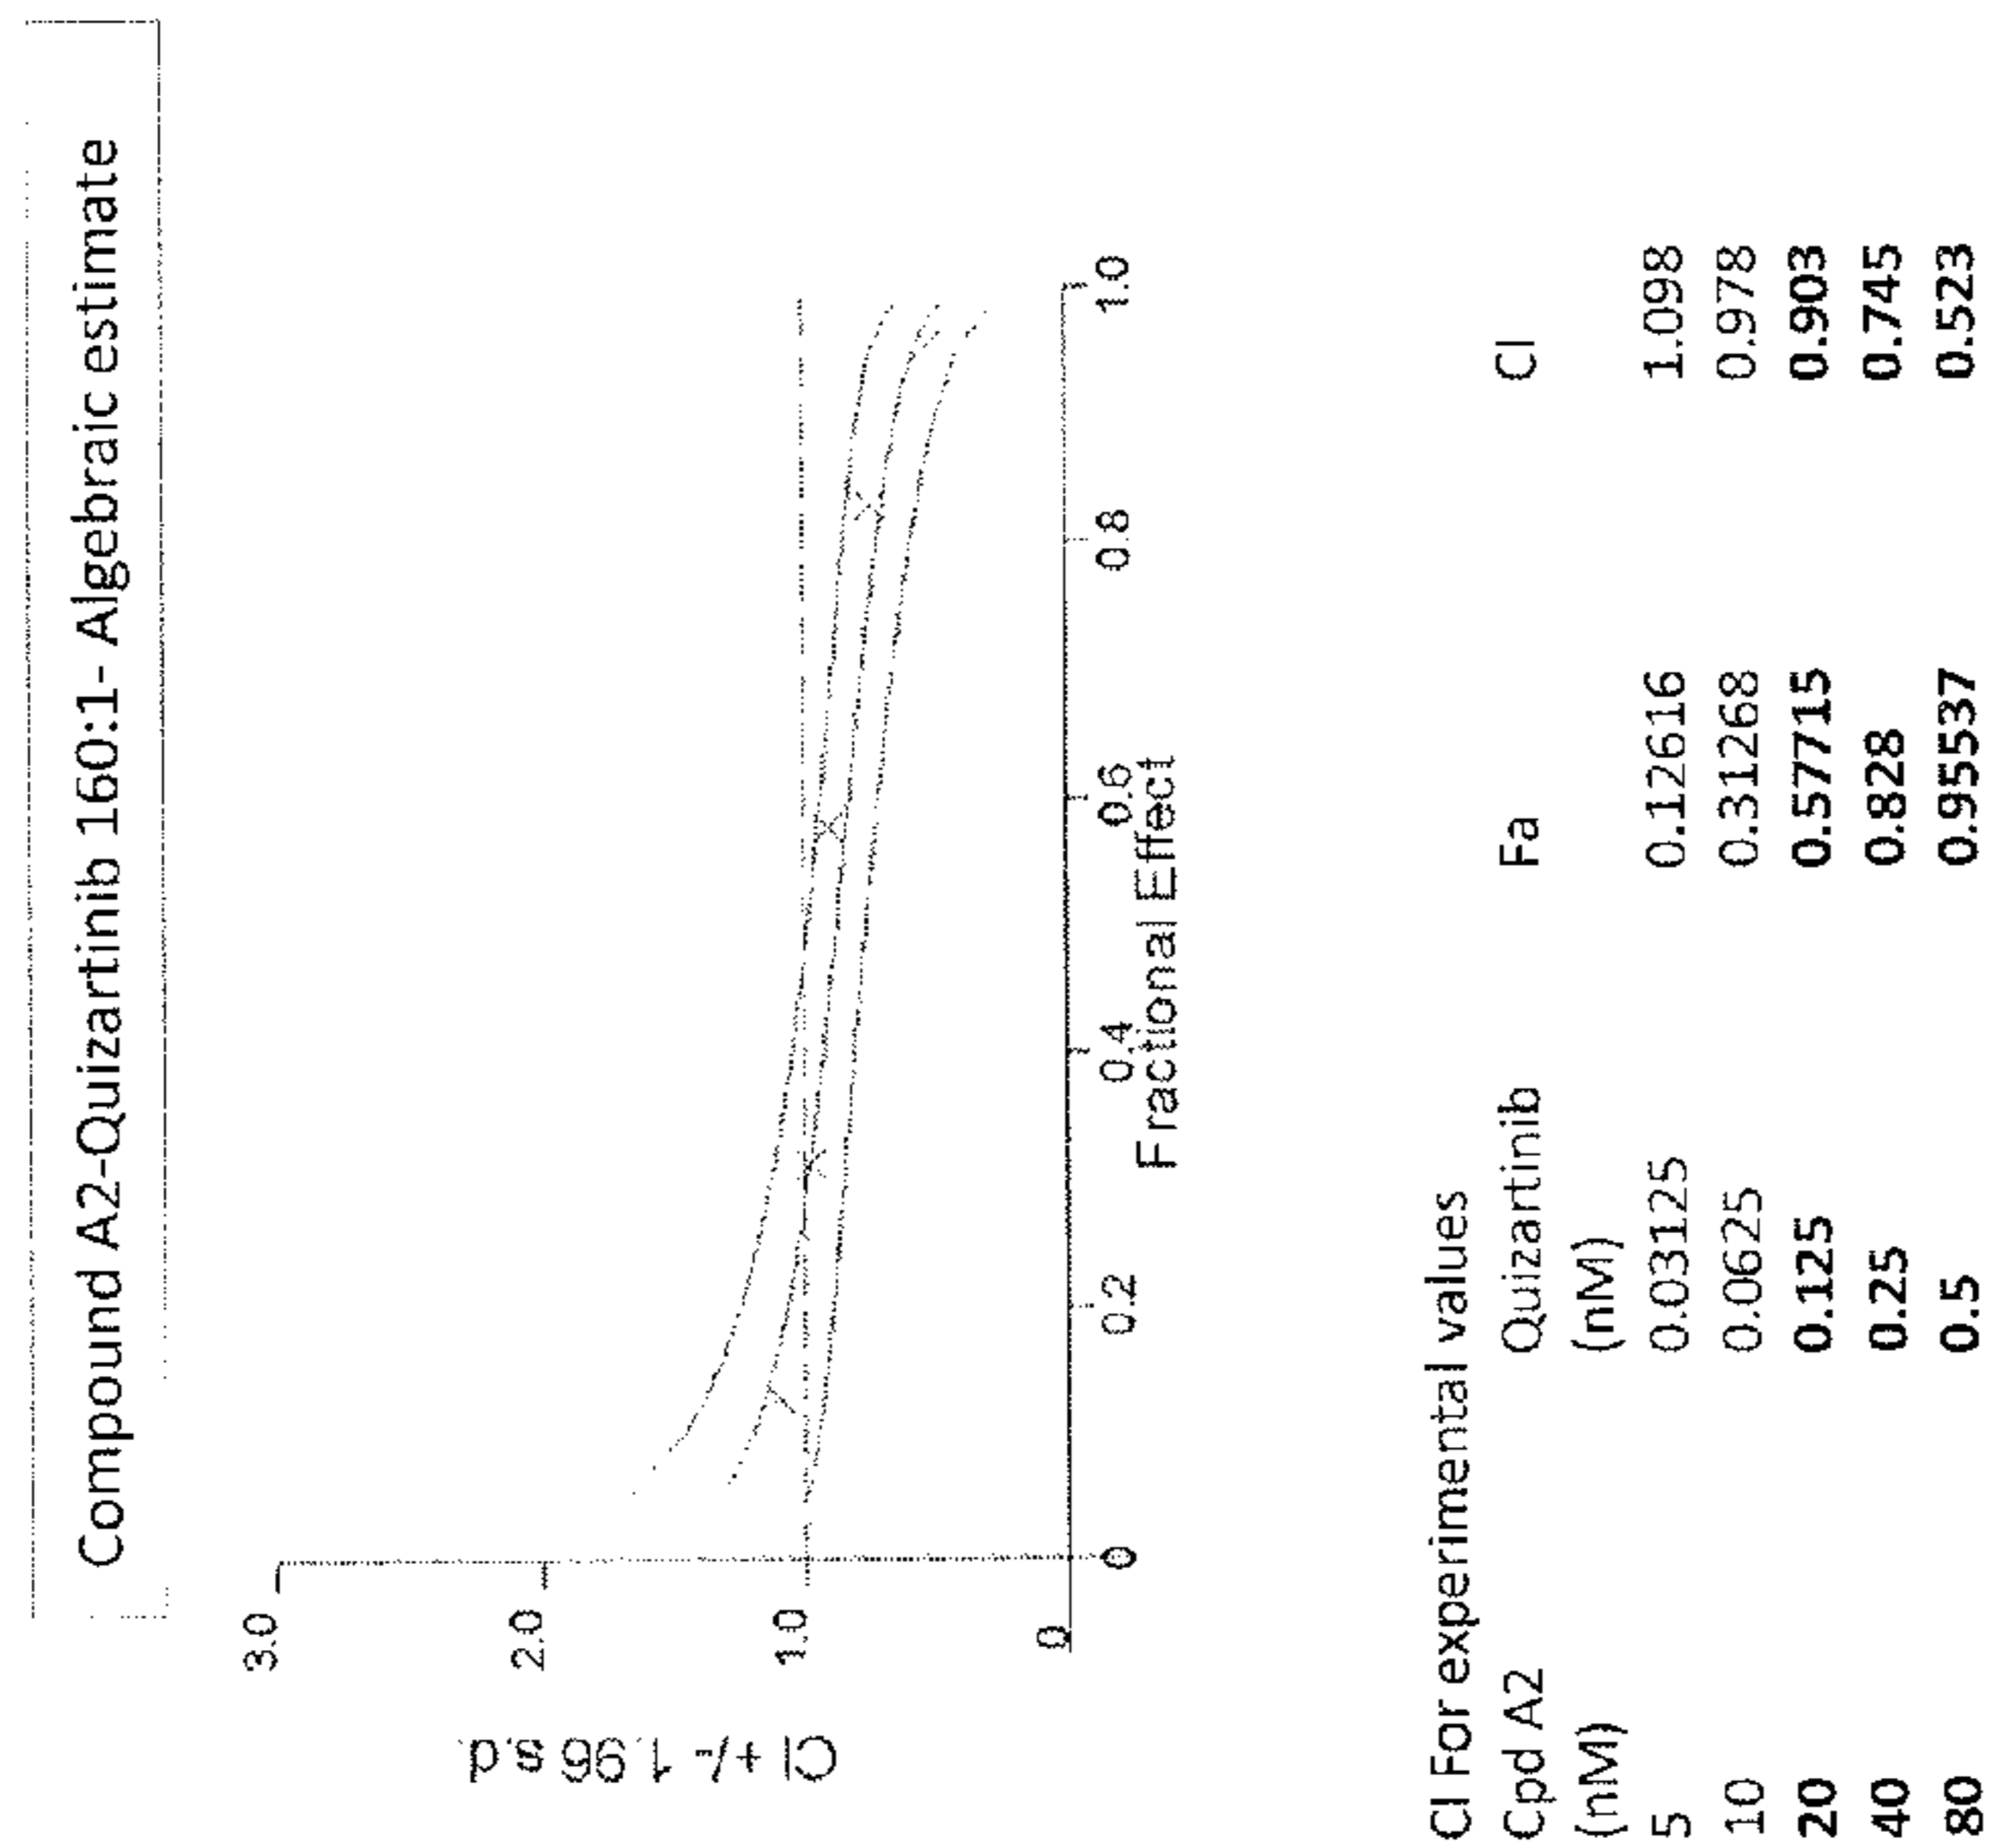 Compound A2-Quizartinib 160:1- Algebraic estimate
CI +/- 1.96 s.d.
3.0
2.0
1.0
0
0 0.2 0.4 0.6 0.8 1.0
Fractional Effect
CI For experimental values
Cpd A2 Quizartinib Fa CI
(nM) (nM)
5 0.03125 0.12616 1.098
10 0.0625 0.31268 0.978
20 0.125 0.57715 0.903
40 0.25 0.828 0.745
80 0.5 0.95537 0.523